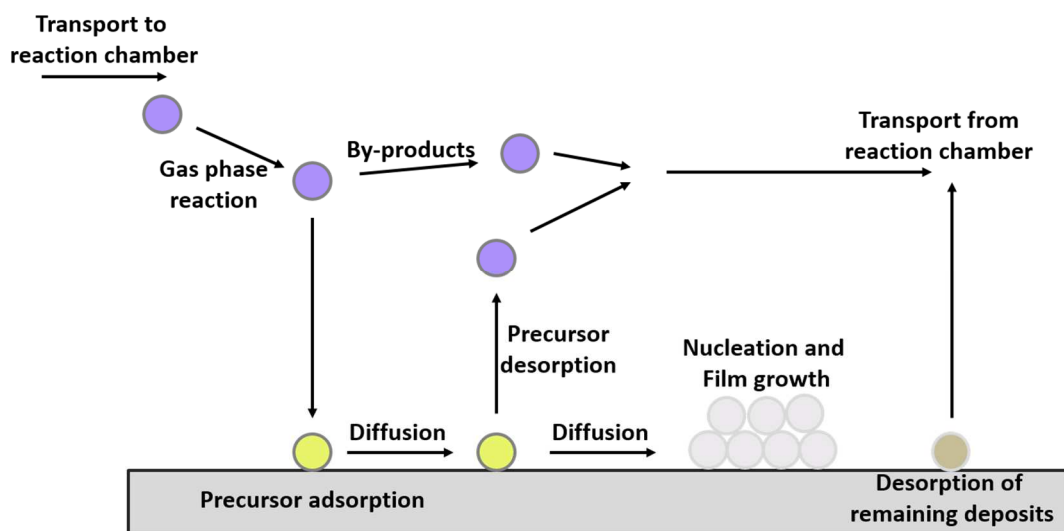 Transport to
reaction chamber
Gas phase
reaction
By-products
Transport from
reaction chamber
Precursor
desorption
Nucleation and
Film growth
Diffusion
Diffusion
Precursor adsorption
Desorption of
remaining deposits